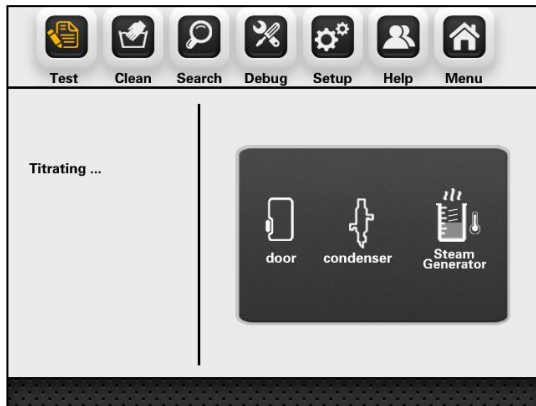 Test Clean Search Debug Setup Help Menu
Titrating ...
door condenser Steam
Generator